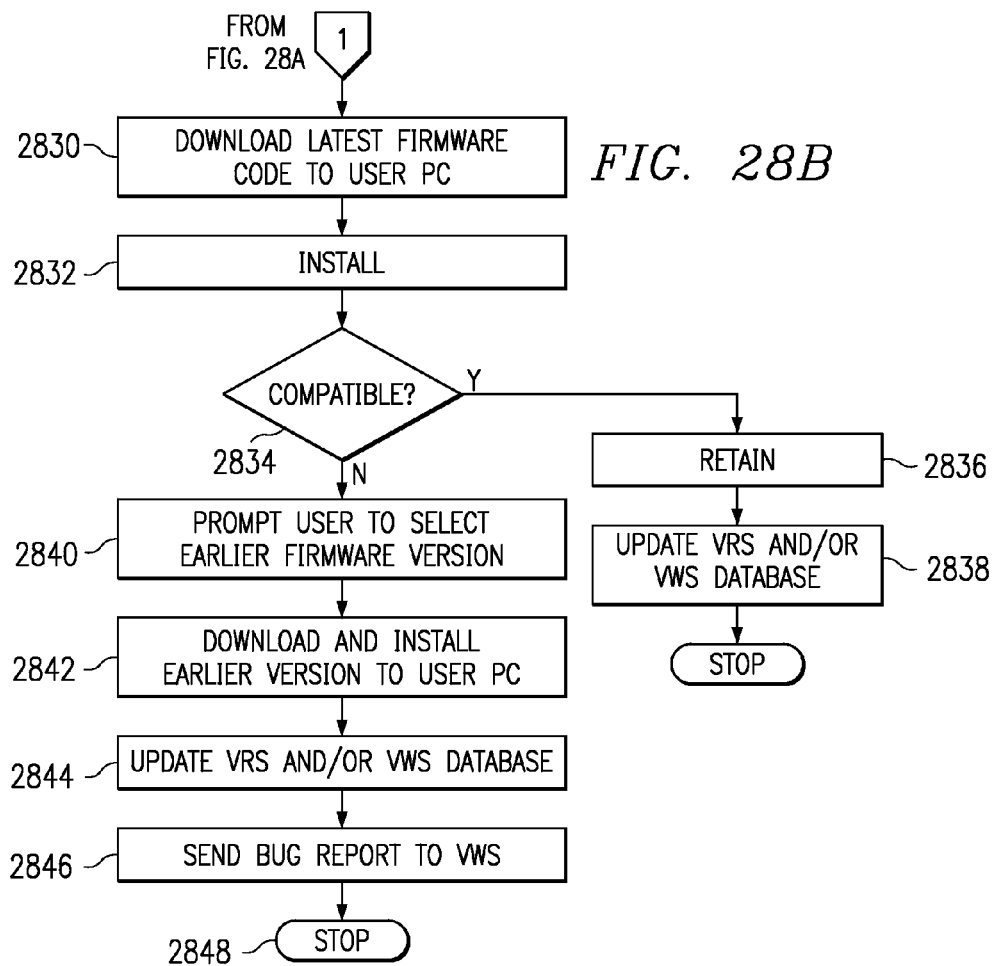 FROM
FIG. 28A
1
2830
DOWNLOAD LATEST FIRMWARE
CODE TO USER PC
FIG. 28B
2832
INSTALL
COMPATIBLE?
Y
2834
N
RETAIN
2836
2840
PROMPT USER TO SELECT
EARLIER FIRMWARE VERSION
UPDATE VRS AND/OR
VWS DATABASE
2838
2842
DOWNLOAD AND INSTALL
EARLIER VERSION TO USER PC
STOP
2844
UPDATE VRS AND/OR VWS DATABASE
2846
SEND BUG REPORT TO VWS
2848
STOP